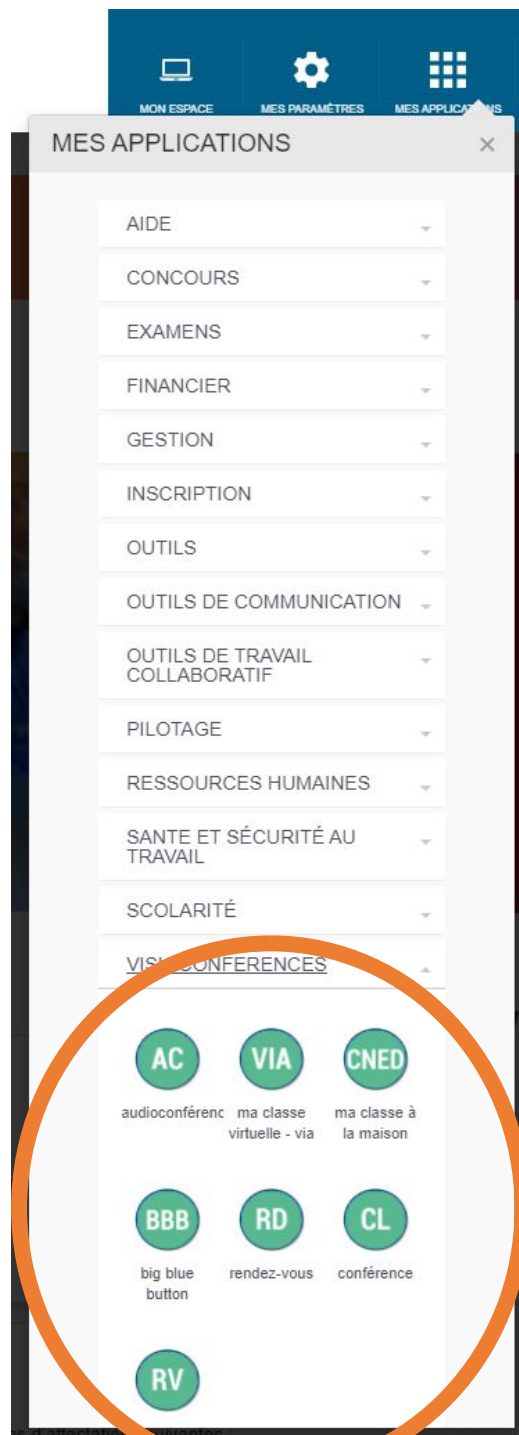 MON ESPACE
MES PARAMÈTRES
MES APPLICATIONS
MES APPLICATIONS
×
AIDE
CONCOURS
EXAMENS
FINANCIER
GESTION
INSCRIPTION
OUTILS
OUTILS DE COMMUNICATION
OUTILS DE TRAVAIL
COLLABORATIF
PILOTAGE
RESSOURCES HUMAINES
SANTE ET SÉCURITÉ AU
TRAVAIL
SCOLARITÉ
VISIOCONFERENCES
AC VIA CNED
audioconférenc ma classe ma classe à
virtuelle - via la maison
BBB RD CL
big blue rendez-vous conférence
button
RV